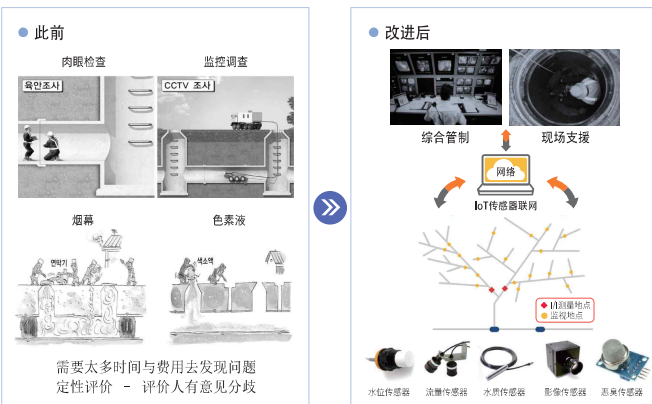 此前
肉眼检查
监控调查
육안조사
CCTV 조사
烟幕
色素液
연막기
색소액
需要太多时间与费用去发现问题
定性评价 - 评价人有意见分歧
改进后
综合管制
现场支援
网络
IoT传感器联网
I/I测量地点
监视地点
水位传感器
流量传感器
水质传感器
影像传感器
恶臭传感器